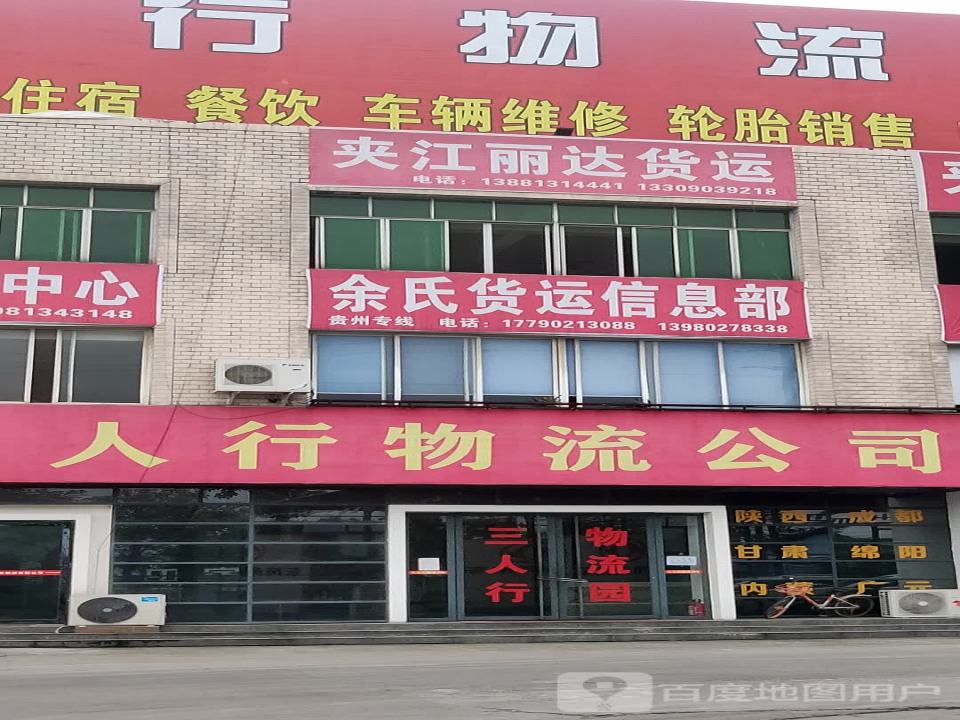 行物流
住宿 餐饮 车辆维修 轮胎销售
夹江丽达货运
电话：13881314441 13309039218
中心
081343148
余氏货运信息部
贵州专线 电话：17790213088 13980278338
人行物流公司
三人行
物流园
陕西 成都
甘肃 绵阳
内蒙 广元
百度地图用户